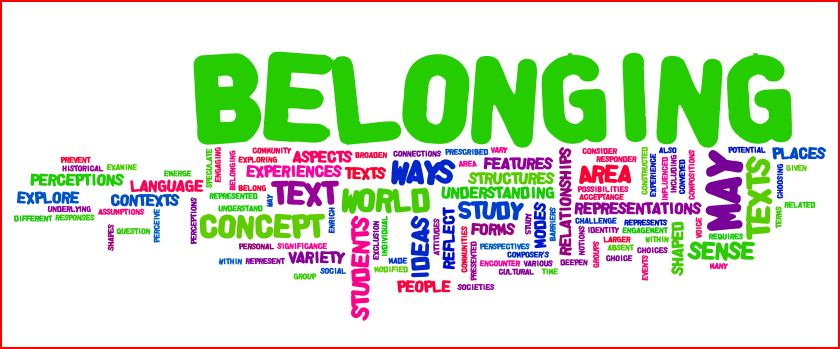 BELONGING
PREVENT
HISTORICAL
EXAMINE
PERCEPTIONS
EXPLORE
UNDERLYING
DIFFERENT
RESPONSES
CONTEXTS
ASSUMPTIONS
SHAPES
QUESTION
LANGUAGE
EMERGE
PERCEIVE
PERCEPTIONS
SPECULATE
ENGAGING
BELONGING
COMMUNITY
EXPLORING
ASPECTS
BROADEN
EXPERIENCES
BELONG
REPRESENTED
UNDERSTAND
WAY
TEXT
TEXTS
CONNECTIONS
PRESCRIBED
VARY
WAYS
AREA
FEATURES
STRUCTURES
UNDERSTANDING
WORLD
CONCEPT
ENRICH
PERSONAL
SIGNIFICANCE
WITHIN
REPRESENT
VARIETY
GROUP
SOCIAL
STUDENTS
EXCLUSION
INDIVIDUAL
MADE
MODIFIED
IDEAS
ATTITUDES
REFLECT
PEOPLE
SOCIETIES
COMMUNITIES
PRESENTED
STUDY
FORMS
STUDY
MODES
BARRIERS
PERSPECTIVES
COMPOSER'S
ENCOUNTER
VARIOUS
CULTURAL
TIME
RELATIONSHIPS
CONSIDER
RESPONDER
AREA
POSSIBILITIES
ACCEPTANCE
REPRESENTATIONS
CHALLENGE
REPRESENTS
IDENTITY
ENGAGEMENT
NOTIONS
LARGER
WITHIN
ABSENT
CHOICES
GROUPS
CHOICE
DEEPEN
EVENTS
SHAPED
CONSTRUCTED
EXPERIENCE
ALSO
INFLUENCED
INCLUDING
CONVEYED
COMPOSITIONS
VOICE
MAY
REQUIRES
SENSE
MANY
TEXTS
POTENTIAL
PLACES
CHOOSING
GIVEN
TERMS
RELATED